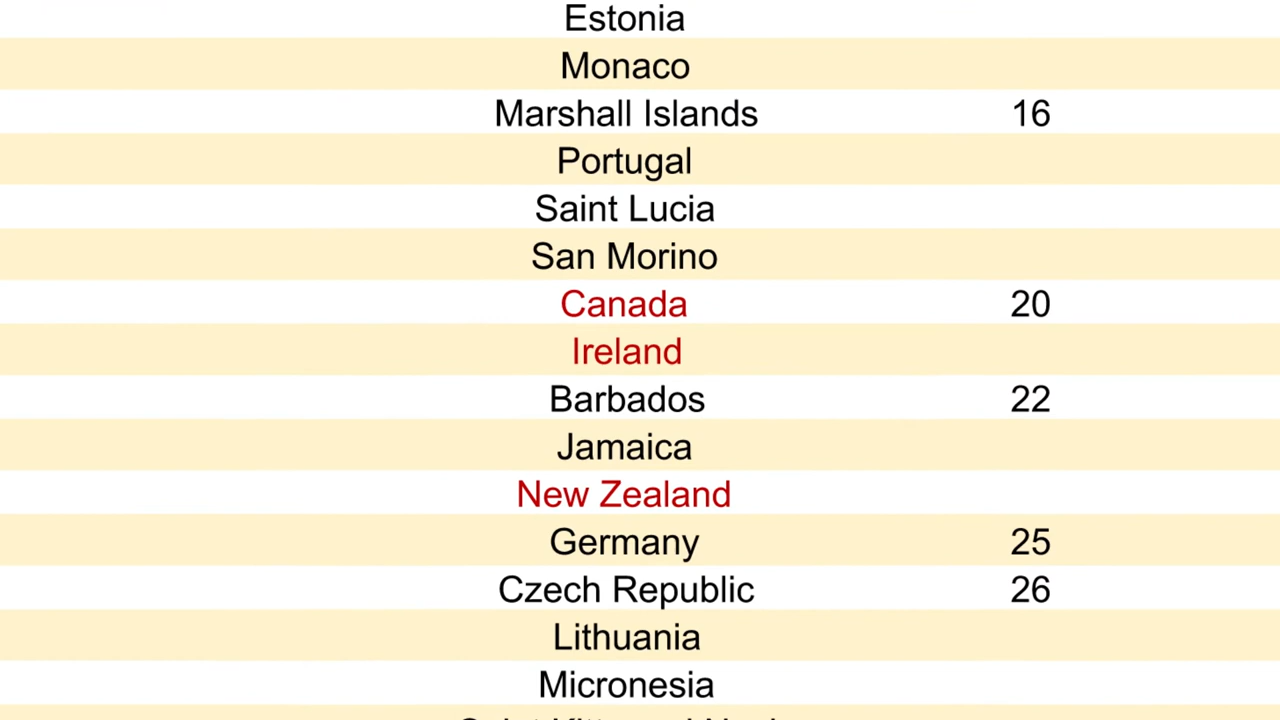 Estonia
Monaco
Marshall Islands 16
Portugal
Saint Lucia
San Morino
Canada 20
Ireland
Barbados 22
Jamaica
New Zealand
Germany 25
Czech Republic 26
Lithuania
Micronesia